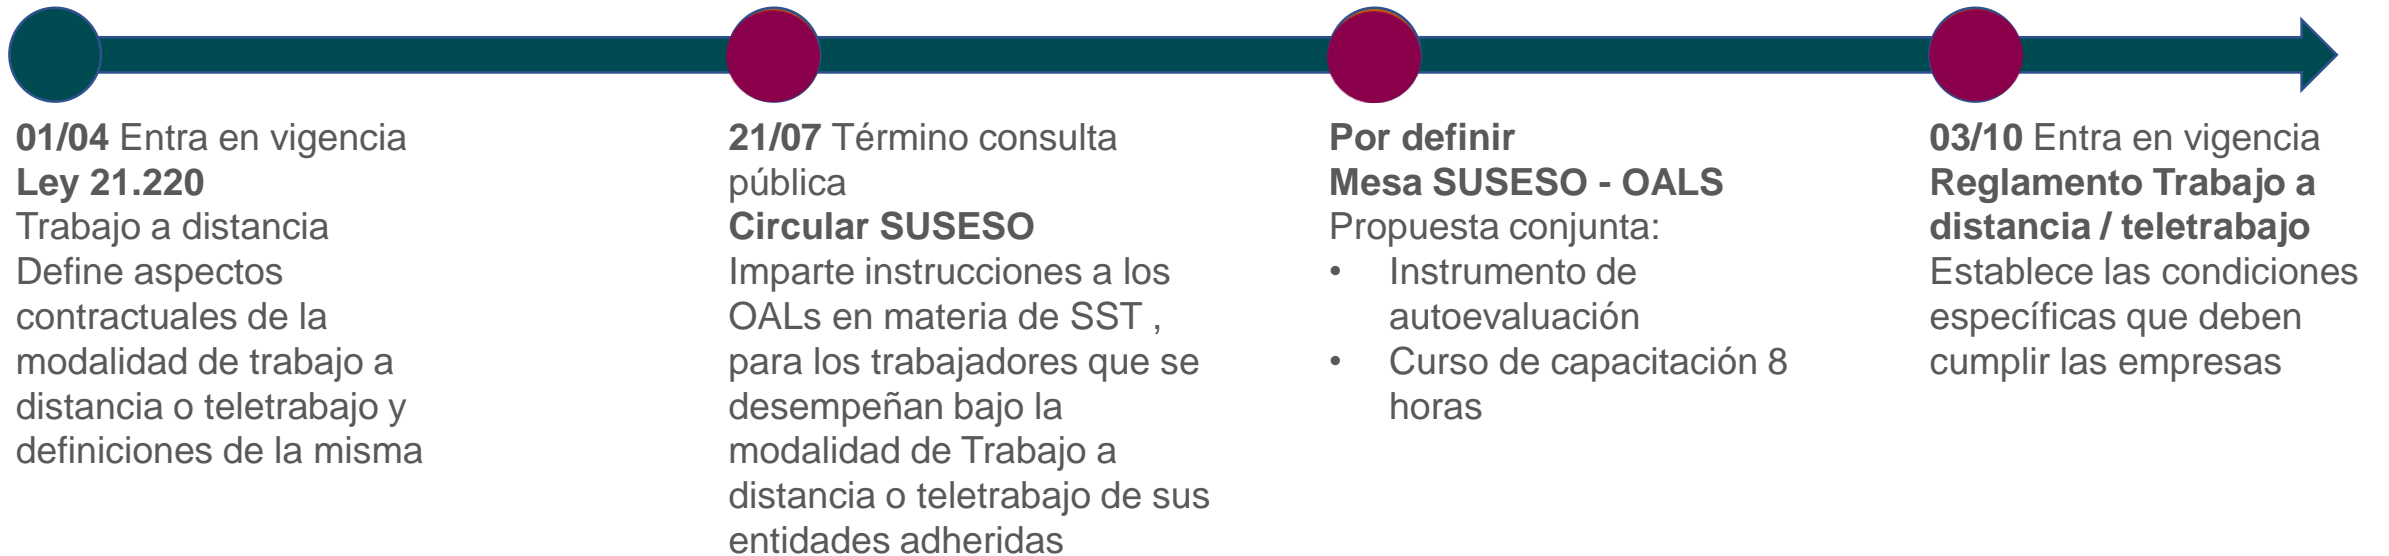 01/04 Entra en vigencia
Ley 21.220
Trabajo a distancia
Define aspectos
contractuales de la
modalidad de trabajo a
distancia o teletrabajo y
definiciones de la misma
21/07 Término consulta
pública
Circular SUSESO
Imparte instrucciones a los
OALs en materia de SST ,
para los trabajadores que se
desempeñan bajo la
modalidad de Trabajo a
distancia o teletrabajo de sus
entidades adheridas
Por definir
Mesa SUSESO - OALS
Propuesta conjunta:
• Instrumento de
autoevaluación
• Curso de capacitación 8
horas
03/10 Entra en vigencia
Reglamento Trabajo a
distancia / teletrabajo
Establece las condiciones
específicas que deben
cumplir las empresas